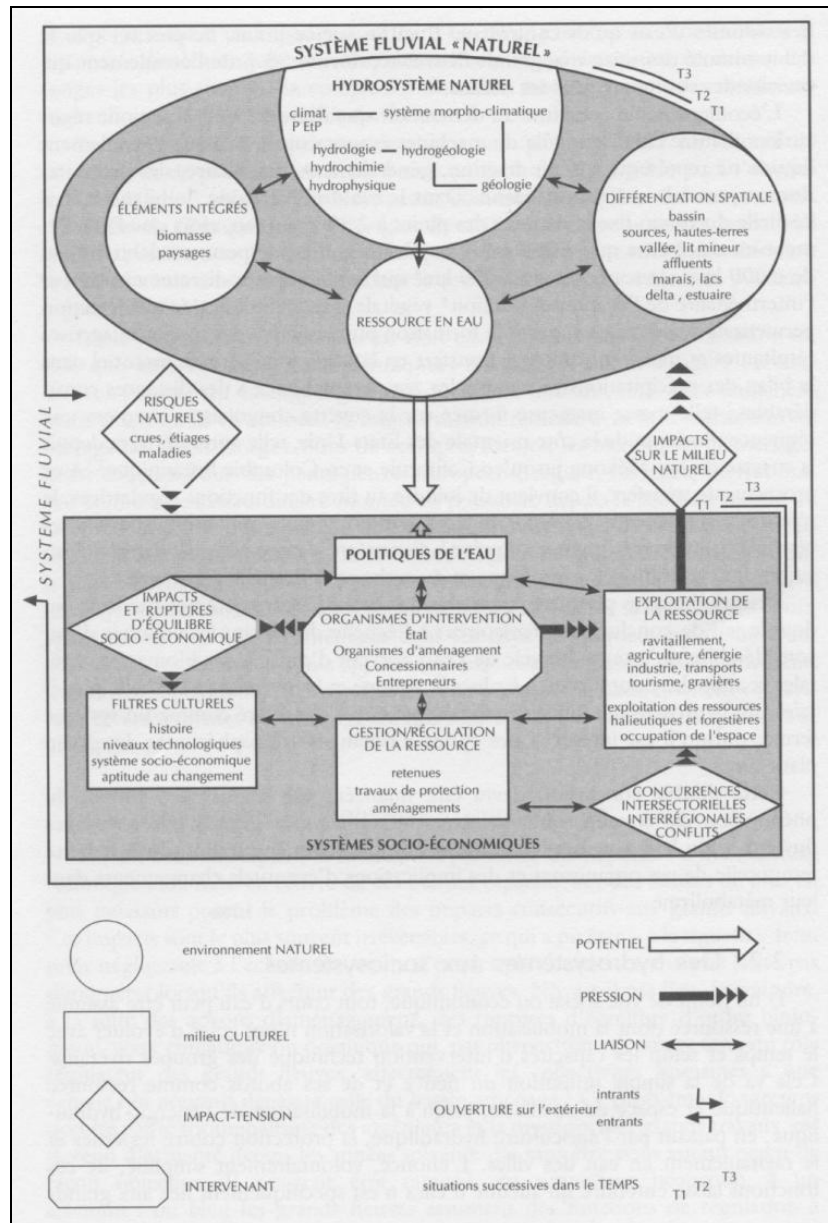 SYSTÈME FLUVIAL «NATUREL»
HYDROSYSTÈME NATUREL
T3
T2
T1
climat
P EtP
système morpho-climatique
hydrologie
hydrogéologie
hydrochimie
hydrophysique
géologie
ÉLÉMENTS INTÉGRÉS
biomasse
paysages
DIFFÉRENCIATION SPATIALE
bassin
sources, hautes-terres
vallée, lit mineur
affluents
marais, lacs
delta , estuaire
RESSOURCE EN EAU
SYSTEME FLUVIAL
RISQUES
NATURELS
crues, étiages
maladies
IMPACTS
SUR LE MILIEU
NATUREL
T1
T2
T3
POLITIQUES DE L'EAU
IMPACTS
ET RUPTURES
D'ÉQUILIBRE
SOCIO - ÉCONOMIQUE
ORGANISMES D'INTERVENTION
État
Organismes d'aménagement
Concessionnaires
Entrepreneurs
EXPLOITATION DE LA
RESSOURCE
ravitaillement,
agriculture, énergie
industrie, transports
tourisme, gravières
exploitation des ressources
halieutiques et forestières
occupation de l'espace
FILTRES CULTURELS
histoire
niveaux technologiques
système socio-économique
aptitude au changement
GESTION/RÉGULATION
DE LA RESSOURCE
retenues
travaux de protection
aménagements
CONCURRENCES
INTERSECTORIELLES
INTERRÉGIONALES
CONFLITS
SYSTÈMES SOCIO-ÉCONOMIQUES
environnement NATUREL
POTENTIEL
PRESSION
milieu CULTUREL
LIAISON
IMPACT-TENSION
OUVERTURE sur l'extérieur
intrants
entrants
INTERVENANT
situations successives dans le TEMPS
T1
T2
T3